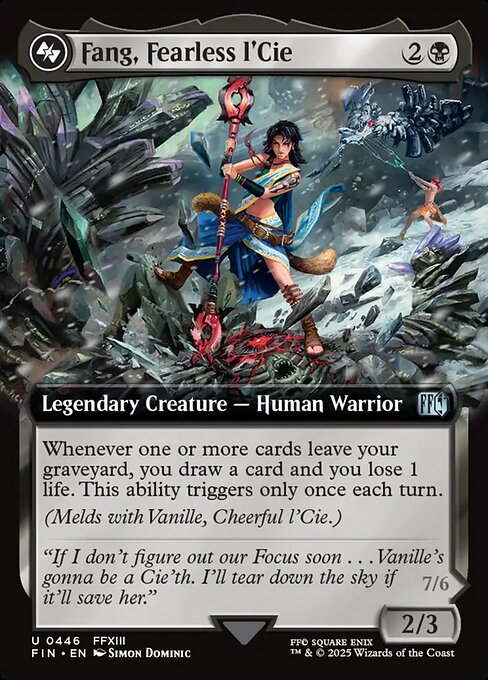 Fang, Fearless l'Cie 2
Legendary Creature — Human Warrior FF
Whenever one or more cards leave your
graveyard, you draw a card and you lose 1
life. This ability triggers only once each turn.
(Melds with Vanille, Cheerful l'Cie.)
“If I don't figure out our Focus soon . . . Vanille's
gonna be a Cie'th. I'll tear down the sky if
it'll save her.”
7/6
2/3
U 0446 FFXIII
FIN • EN Simon Dominic
FF© SQUARE ENIX
™ & © 2025 Wizards of the Coast